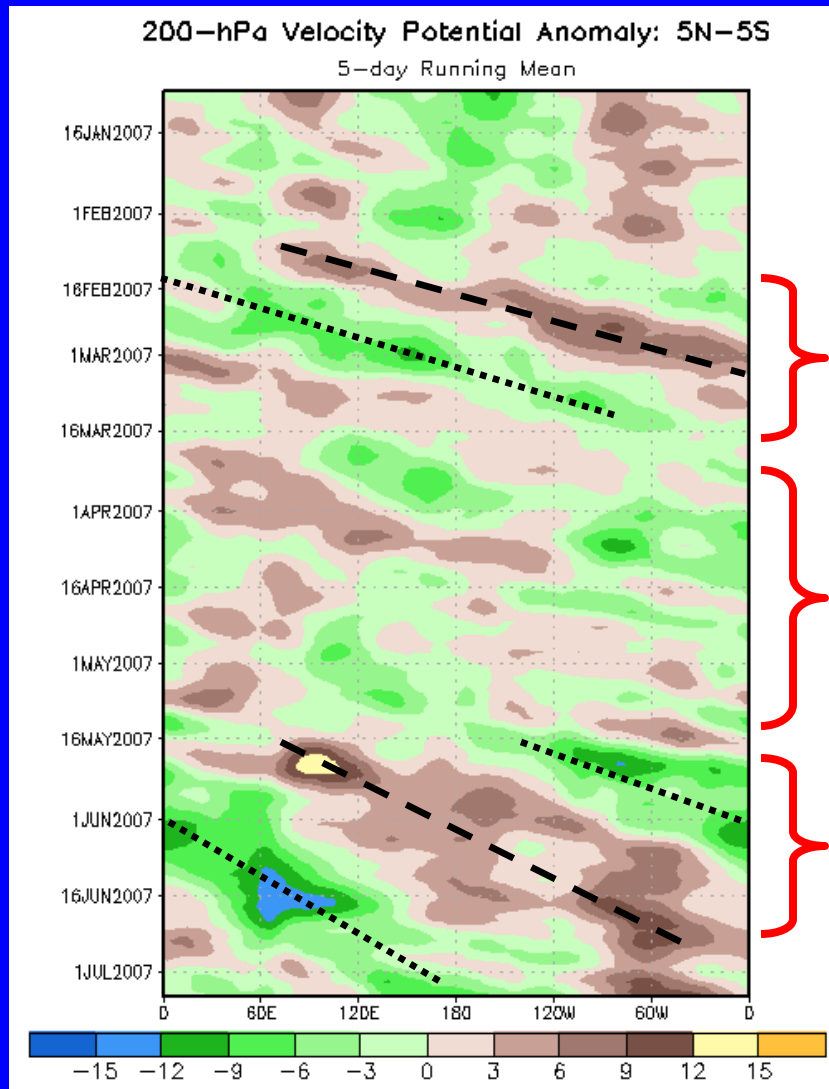 200-hPa Velocity Potential Anomaly: 5N-5S
5-day Running Mean
16JAN2007
1FEB2007
16FEB2007
1MAR2007
16MAR2007
1APR2007
16APR2007
1MAY2007
16MAY2007
1JUN2007
16JUN2007
1JUL2007
0 60E 120E 180 120W 60W 0
-15 -12 -9 -6 -3 0 3 6 9 12 15